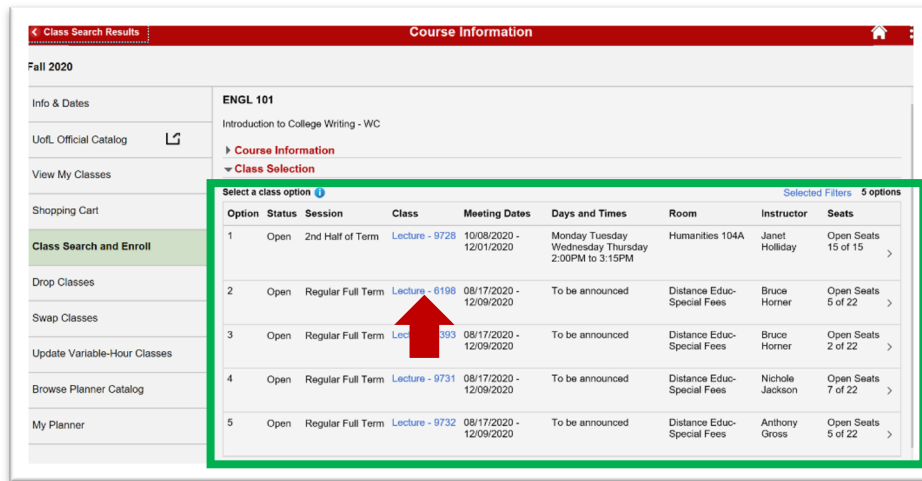 Class Search Results
Course Information
Fall 2020
Info & Dates
UofL Official Catalog
View My Classes
Shopping Cart
Class Search and Enroll
Drop Classes
Swap Classes
Update Variable-Hour Classes
Browse Planner Catalog
My Planner
ENGL 101
Introduction to College Writing - WC
Course Information
Class Selection
Select a class option Selected Filters 5 options
Option Status Session Class Meeting Dates Days and Times Room Instructor Seats
1 Open 2nd Half of Term Lecture - 9728 10/08/2020 - Monday Tuesday Humanities 104A Janet Open Seats
12/01/2020 Wednesday Thursday Holliday 15 of 15
2:00PM to 3:15PM
2 Open Regular Full Term Lecture - 6198 08/17/2020 - To be announced Distance Educ- Bruce Open Seats
12/09/2020 Special Fees Horner 5 of 22
3 Open Regular Full Term 393 08/17/2020 - To be announced Distance Educ- Bruce Open Seats
12/09/2020 Special Fees Horner 2 of 22
4 Open Regular Full Term Lecture - 9731 08/17/2020 - To be announced Distance Educ- Nichole Open Seats
12/09/2020 Special Fees Jackson 7 of 22
5 Open Regular Full Term Lecture - 9732 08/17/2020 - To be announced Distance Educ- Anthony Open Seats
12/09/2020 Special Fees Gross 5 of 22